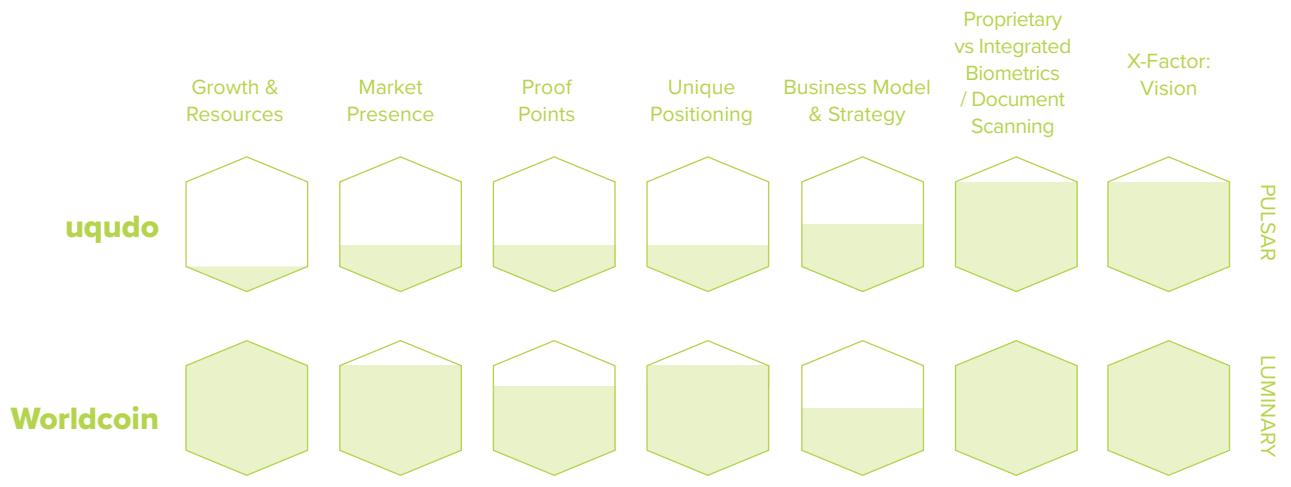 Growth &
Resources
Market
Presence
Proof
Points
Unique
Positioning
Business Model
& Strategy
Proprietary
vs Integrated
Biometrics
/ Document
Scanning
X-Factor:
Vision
uqudo
PULSAR
Worldcoin
LUMINARY